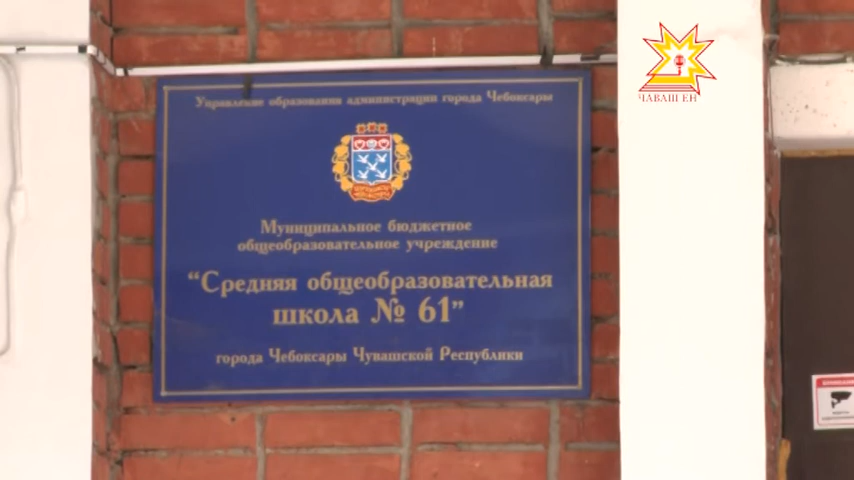 Управление образования администрации города Чебоксары
ЧĂВАШ ЕН
Муниципальное бюджетное
общеобразовательное учреждение
"Средняя общеобразовательная
школа № 61"
города Чебоксары Чувашской Республики